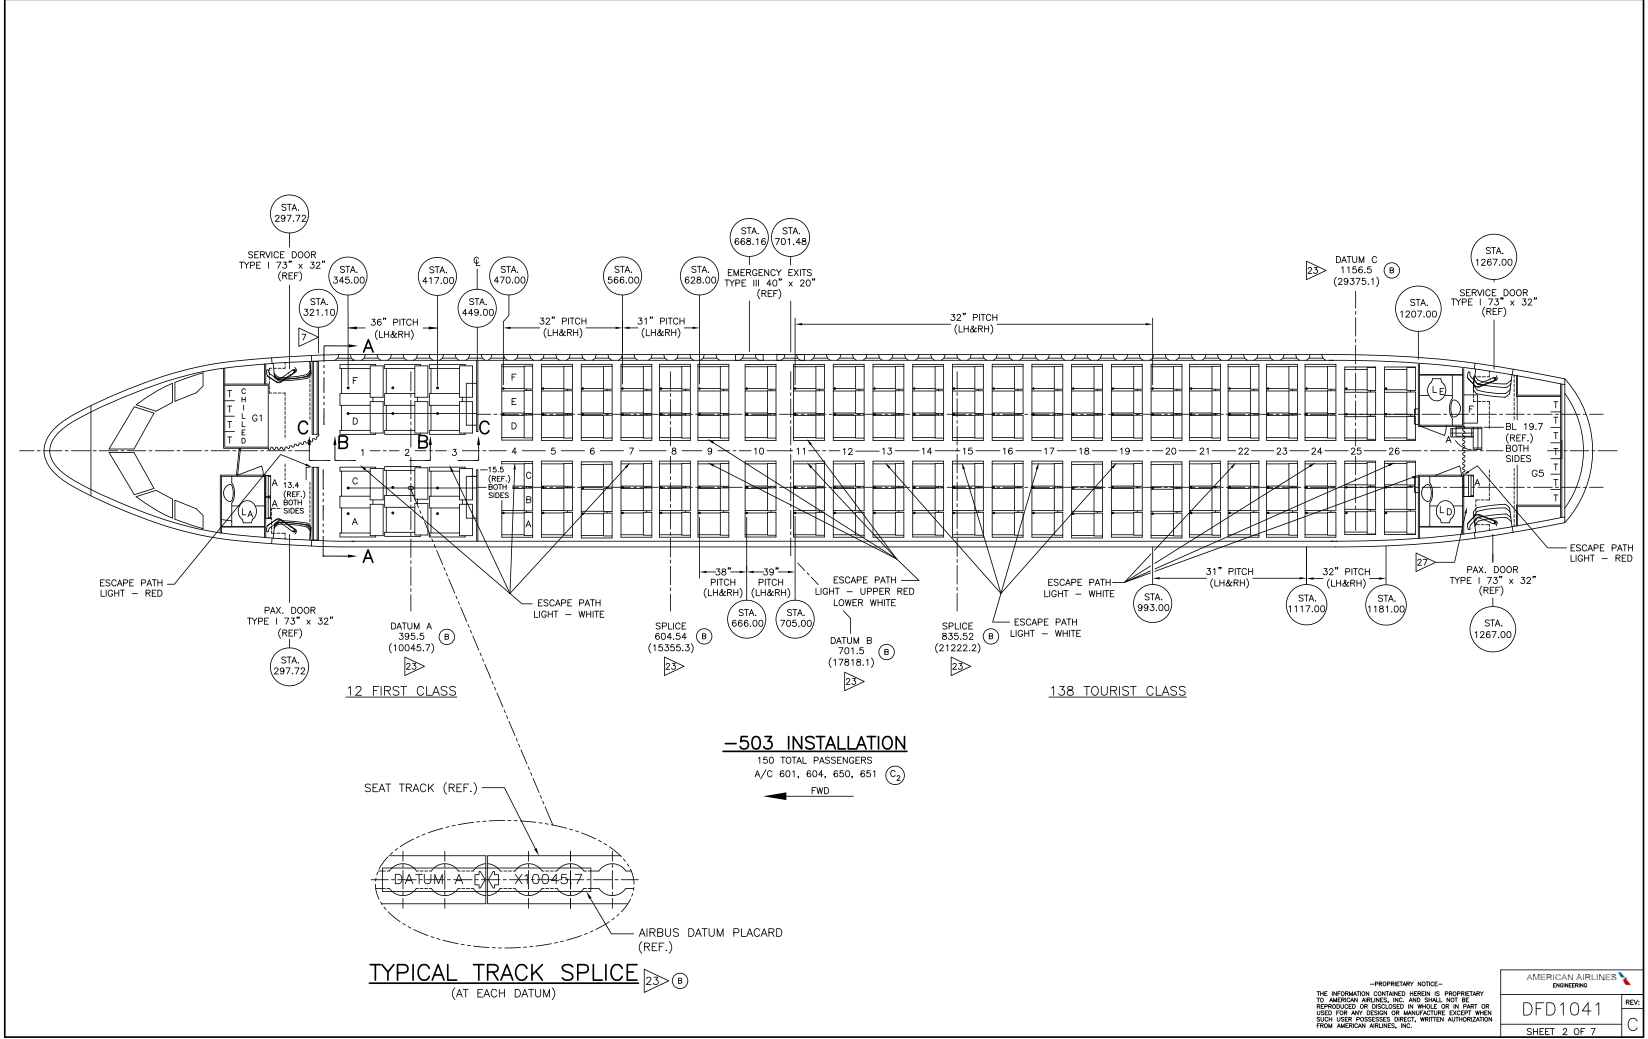 STA.
297.72
SERVICE DOOR
TYPE I 73" x 32"
(REF)
STA.
321.10
7
STA.
345.00
36" PITCH
(LH&RH)
STA.
417.00
℄
STA.
449.00
STA.
470.00
32" PITCH
(LH&RH)
STA.
566.00
31" PITCH
(LH&RH)
STA.
628.00
STA.
668.16
STA.
701.48
EMERGENCY EXITS
TYPE III 40" x 20"
(REF)
32" PITCH
(LH&RH)
23
DATUM C
1156.5
(29375.1)
B
STA.
1207.00
STA.
1267.00
SERVICE DOOR
TYPE I 73" x 32"
(REF)
A
T
T
T
T
CHILLED
G1
F
D
F
E
D
C
B
B
C
1 2 3 4 5 6 7 8 9 10 11 12 13 14 15 16 17 18 19 20 21 22 23 24 25 26
C
A
C
B
A
15.5
(REF.)
BOTH
SIDES
A
A
13.4
(REF.)
BOTH
SIDES
LA
LE
F
A
BL 19.7
(REF.)
BOTH
SIDES
T
T
T
T
T
T
T
G5
A
LD
A
27
ESCAPE PATH
LIGHT – RED
PAX. DOOR
TYPE I 73" x 32"
(REF)
STA.
297.72
DATUM A
395.5
(10045.7)
B
23
ESCAPE PATH
LIGHT – WHITE
SPLICE
604.54
(15355.3)
B
23
38"
PITCH
(LH&RH)
39"
PITCH
(LH&RH)
STA.
666.00
STA.
705.00
ESCAPE PATH
LIGHT – UPPER RED
LOWER WHITE
DATUM B
701.5
(17818.1)
B
23
SPLICE
835.52
(21222.2)
B
23
ESCAPE PATH
LIGHT – WHITE
ESCAPE PATH
LIGHT – WHITE
STA.
993.00
31" PITCH
(LH&RH)
STA.
1117.00
32" PITCH
(LH&RH)
STA.
1181.00
PAX. DOOR
TYPE I 73" x 32"
(REF)
STA.
1267.00
ESCAPE PATH
LIGHT – RED
12 FIRST CLASS
138 TOURIST CLASS
–503 INSTALLATION
150 TOTAL PASSENGERS
A/C 601, 604, 650, 651 C2
FWD
SEAT TRACK (REF.)
DATUM A X10045.7
AIRBUS DATUM PLACARD
(REF.)
TYPICAL TRACK SPLICE 23 B
(AT EACH DATUM)
–PROPRIETARY NOTICE–
THE INFORMATION CONTAINED HEREIN IS PROPRIETARY
TO AMERICAN AIRLINES, INC. AND SHALL NOT BE
REPRODUCED OR DISCLOSED IN WHOLE OR IN PART OR
USED FOR ANY DESIGN OR MANUFACTURE EXCEPT WHEN
SUCH USER POSSESSES DIRECT, WRITTEN AUTHORIZATION
FROM AMERICAN AIRLINES, INC.
AMERICAN AIRLINES
ENGINEERING
DFD1041
REV:
C
SHEET 2 OF 7